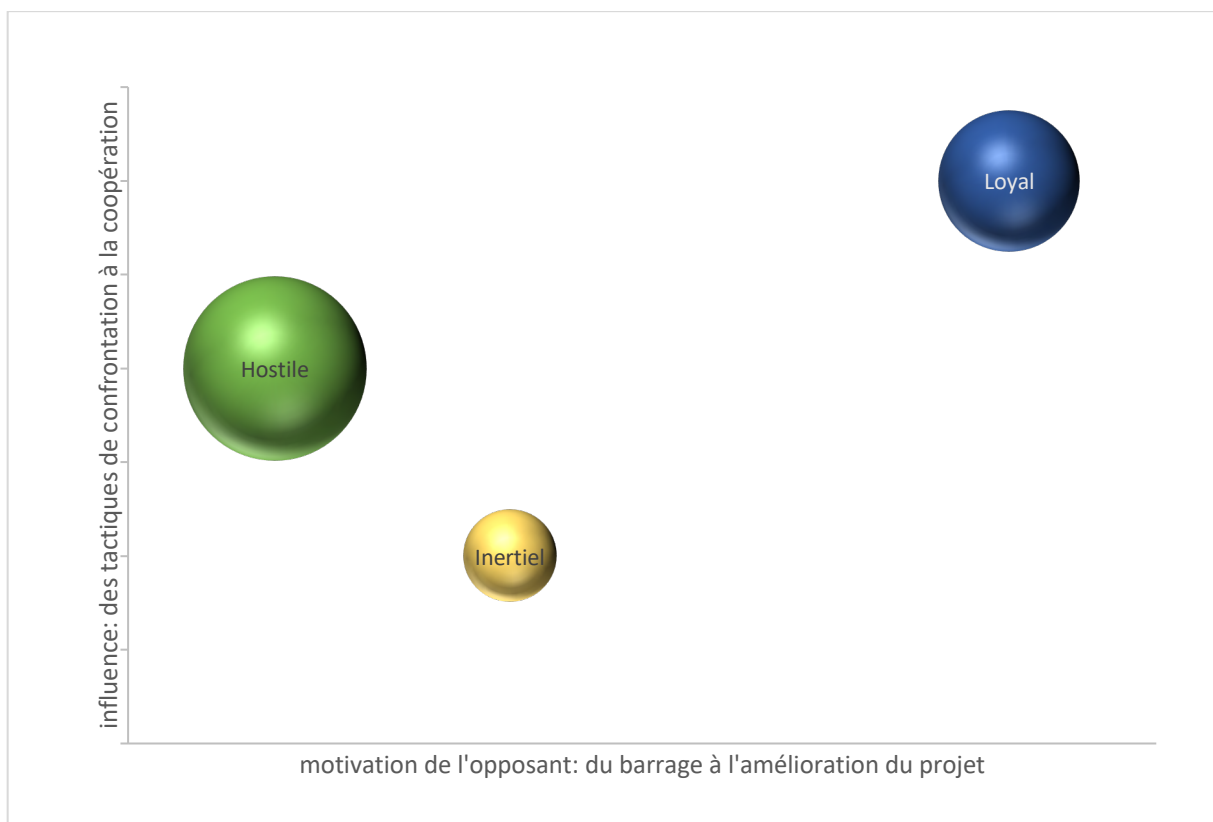 influence: des tactiques de confrontation à la coopération
Loyal
Hostile
Inertiel
motivation de l'opposant: du barrage à l'amélioration du projet